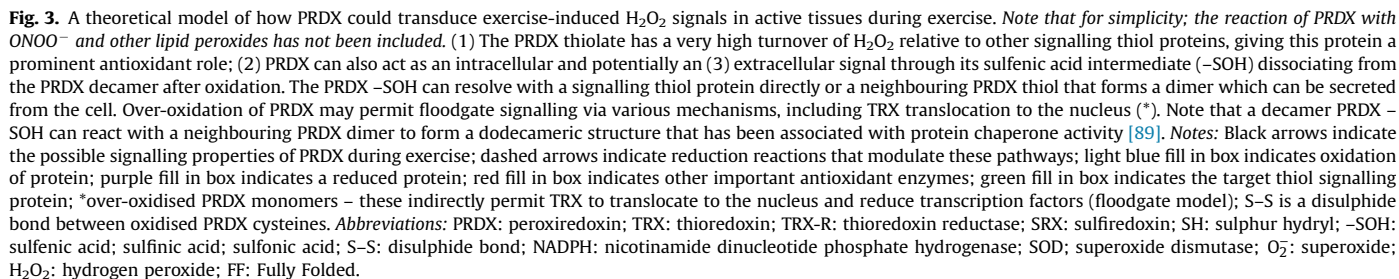 Fig. 3. A theoretical model of how PRDX could transduce exercise-induced H₂O₂ signals in active tissues during exercise. Note that for simplicity; the reaction of PRDX with
ONOO⁻ and other lipid peroxides has not been included. (1) The PRDX thiolate has a very high turnover of H₂O₂ relative to other signalling thiol proteins, giving this protein a
prominent antioxidant role; (2) PRDX can also act as an intracellular and potentially an (3) extracellular signal through its sulfenic acid intermediate (–SOH) dissociating from
the PRDX decamer after oxidation. The PRDX –SOH can resolve with a signalling thiol protein directly or a neighbouring PRDX thiol that forms a dimer which can be secreted
from the cell. Over-oxidation of PRDX may permit floodgate signalling via various mechanisms, including TRX translocation to the nucleus (*). Note that a decamer PRDX –
SOH can react with a neighbouring PRDX dimer to form a dodecameric structure that has been associated with protein chaperone activity [89]. Notes: Black arrows indicate
the possible signalling properties of PRDX during exercise; dashed arrows indicate reduction reactions that modulate these pathways; light blue fill in box indicates oxidation
of protein; purple fill in box indicates a reduced protein; red fill in box indicates other important antioxidant enzymes; green fill in box indicates the target thiol signalling
protein; *over-oxidised PRDX monomers – these indirectly permit TRX to translocate to the nucleus and reduce transcription factors (floodgate model); S–S is a disulphide
bond between oxidised PRDX cysteines. Abbreviations: PRDX: peroxiredoxin; TRX: thioredoxin; TRX-R: thioredoxin reductase; SRX: sulfiredoxin; SH: sulphur hydryl; –SOH:
sulfenic acid; sulfinic acid; sulfonic acid; S–S: disulphide bond; NADPH: nicotinamide dinucleotide phosphate hydrogenase; SOD; superoxide dismutase; O₂⁻: superoxide;
H₂O₂: hydrogen peroxide; FF: Fully Folded.